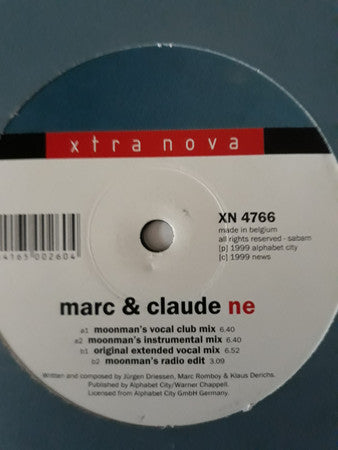 xtra nova
XN 4766
made in belgium
all rights reserved - sabam
[p] 1999 alphabet city
[c] 1999 news
4165 002604
marc & claude ne
a1 moonman's vocal club mix 6.40
a2 moonman's instrumental mix 6.40
b1 original extended vocal mix 6.52
b2 moonman's radio edit 3.09
Written and composed by Jürgen Driessen, Marc Romboy & Klaus Derichs.
Published by Alphabet City/Warner Chappell.
Licensed from Alphabet City GmbH Germany.